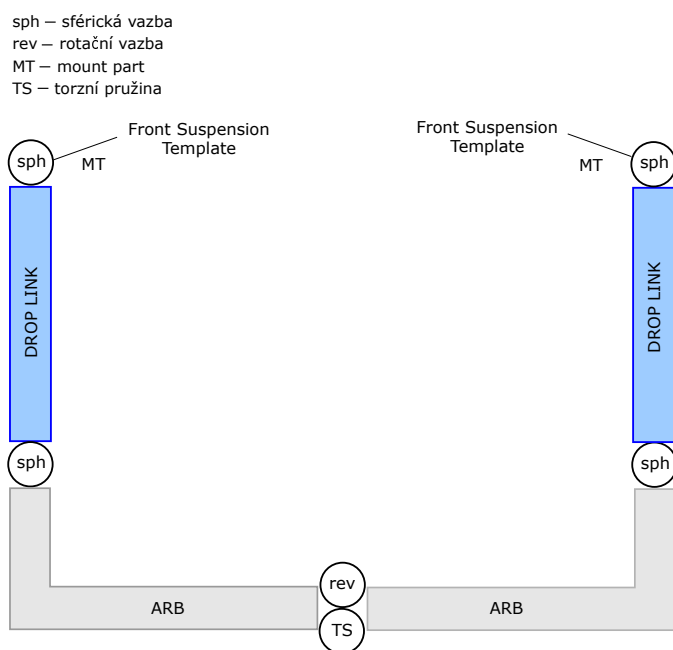 sph – sférická vazba
rev – rotační vazba
MT – mount part
TS – torzní pružina
Front Suspension
Template
Front Suspension
Template
sph
MT
MT
sph
DROP LINK
DROP LINK
sph
sph
rev
ARB
ARB
TS